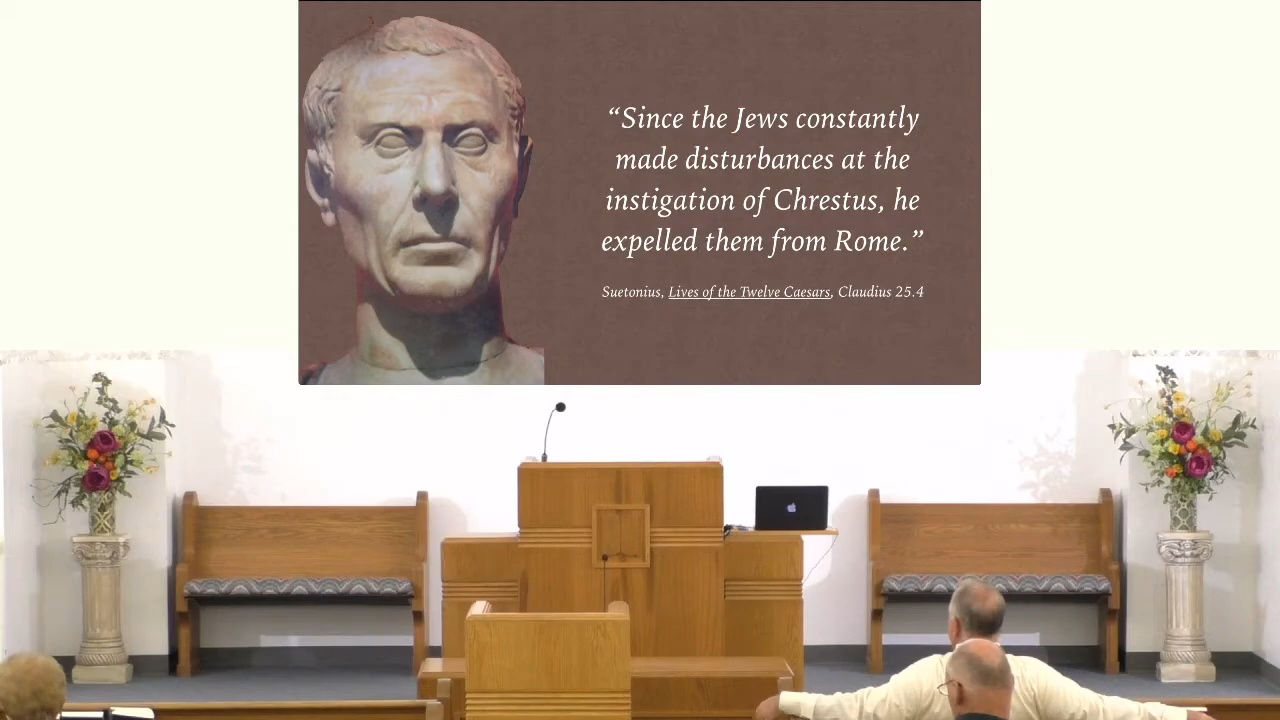 “Since the Jews constantly
made disturbances at the
instigation of Chrestus, he
expelled them from Rome.”
Suetonius, Lives of the Twelve Caesars, Claudius 25.4